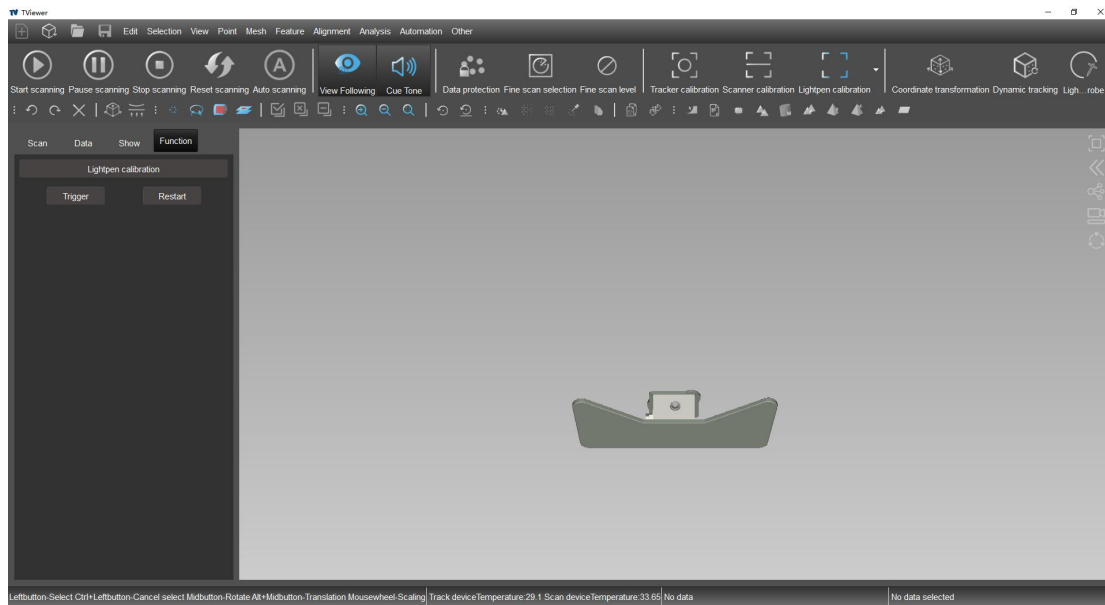 TViewer
Edit Selection View Point Mesh Feature Alignment Analysis Automation Other
Start scanning Pause scanning Stop scanning Reset scanning Auto scanning View Following Cue Tone Data protection Fine scan selection Fine scan level Tracker calibration Scanner calibration Lightpen calibration Coordinate transformation Dynamic tracking Ligh...robe
Scan Data Show Function
Lightpen calibration
Trigger Restart
Leftbutton-Select Ctrl+Leftbutton-Cancel select Midbutton-Rotate Alt+Midbutton-Translation Mousewheel-Scaling Track deviceTemperature:29.1 Scan deviceTemperature:33.65 No data No data selected